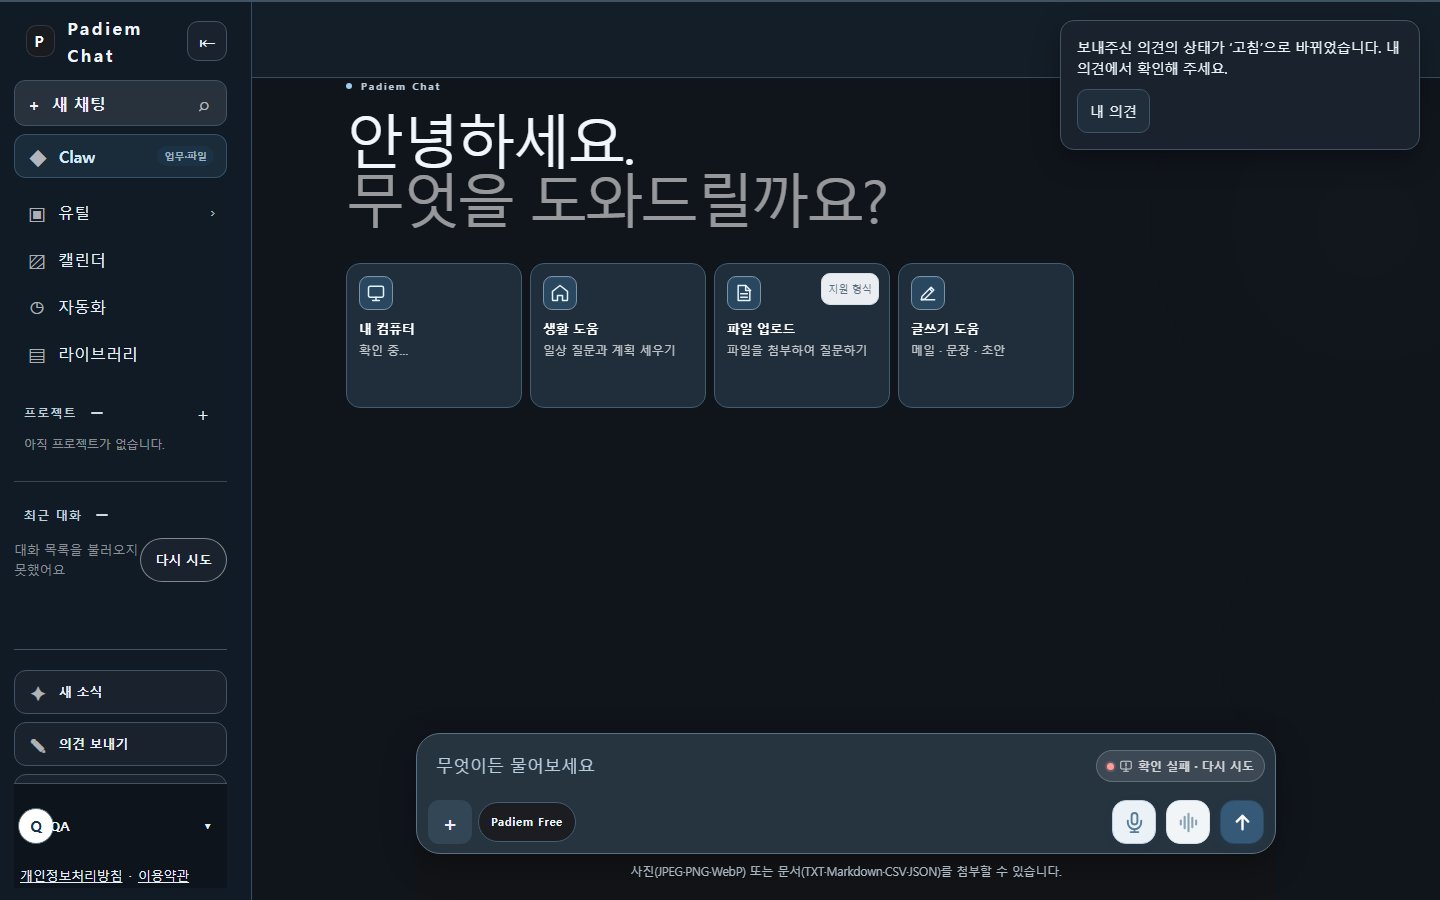 P
Padiem
Chat
새 채팅
Claw
업무·파일
유틸
캘린더
자동화
라이브러리
프로젝트
아직 프로젝트가 없습니다.
최근 대화
대화 목록을 불러오지
못했어요
다시 시도
새 소식
의견 보내기
Q
QA
개인정보처리방침 · 이용약관
Padiem Chat
안녕하세요.
무엇을 도와드릴까요?
내 컴퓨터
확인 중...
생활 도움
일상 질문과 계획 세우기
지원 형식
파일 업로드
파일을 첨부하여 질문하기
글쓰기 도움
메일 · 문장 · 초안
보내주신 의견의 상태가 '고침'으로 바뀌었습니다. 내
의견에서 확인해 주세요.
내 의견
무엇이든 물어보세요
확인 실패 · 다시 시도
+
Padiem Free
사진(JPEG·PNG·WebP) 또는 문서(TXT·Markdown·CSV·JSON)를 첨부할 수 있습니다.